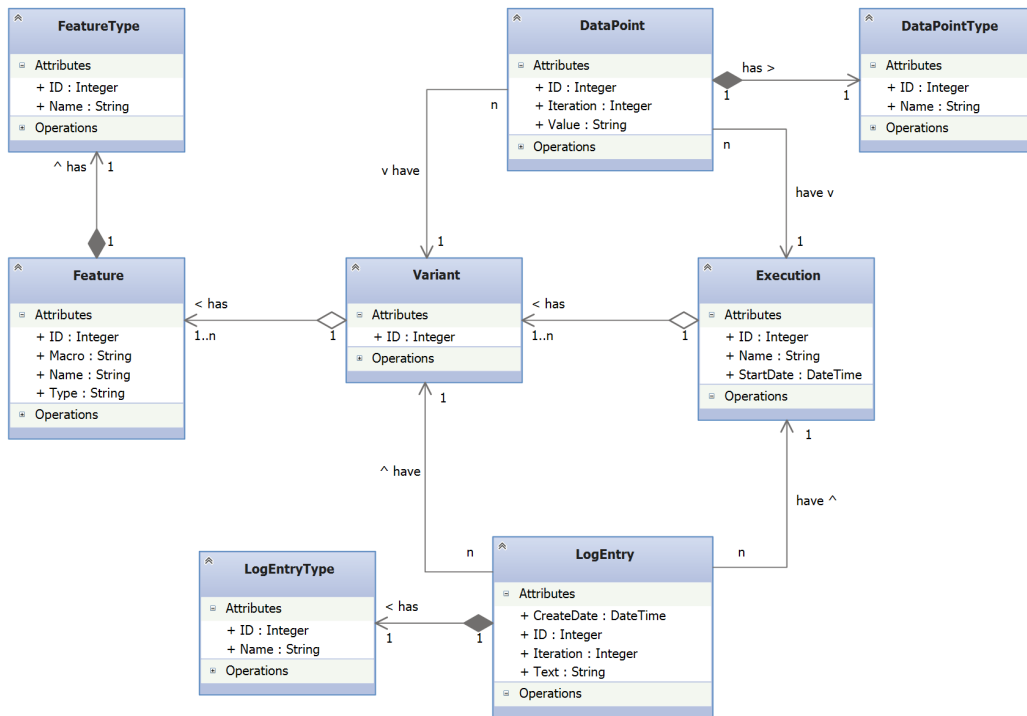 FeatureType
Attributes
+ ID : Integer
+ Name : String
Operations
DataPoint
Attributes
+ ID : Integer
+ Iteration : Integer
+ Value : String
Operations
DataPointType
Attributes
+ ID : Integer
+ Name : String
Operations
has >
1
1
n
n
^ has
1
v have
have v
1
1
1
Feature
Attributes
+ ID : Integer
+ Macro : String
+ Name : String
+ Type : String
Operations
< has
1..n
1
Variant
Attributes
+ ID : Integer
Operations
< has
1..n
1
Execution
Attributes
+ ID : Integer
+ Name : String
+ StartDate : DateTime
Operations
1
1
^ have
have ^
n
n
LogEntryType
Attributes
+ ID : Integer
+ Name : String
Operations
< has
1
1
LogEntry
Attributes
+ CreateDate : DateTime
+ ID : Integer
+ Iteration : Integer
+ Text : String
Operations